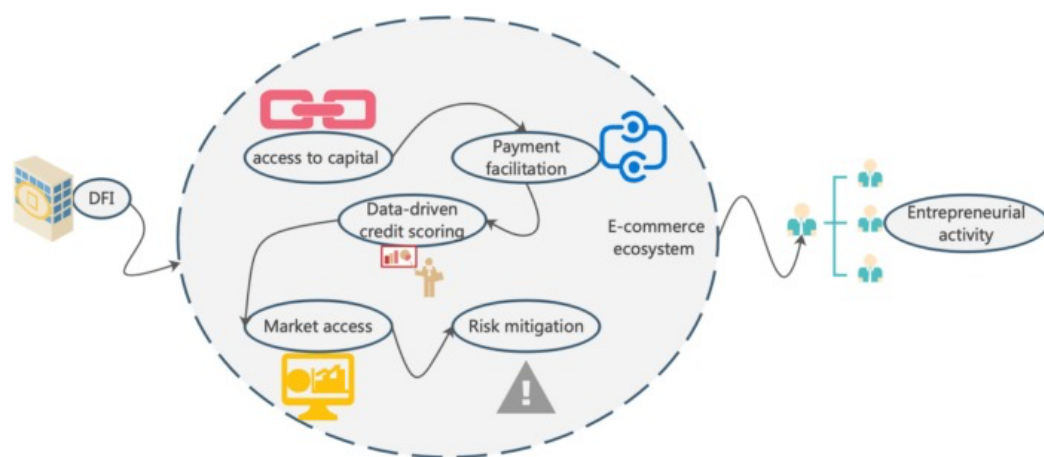 access to capital
Payment
facilitation
DFI
Data-driven
credit scoring
E-commerce
ecosystem
Entrepreneurial
activity
Market access
Risk mitigation